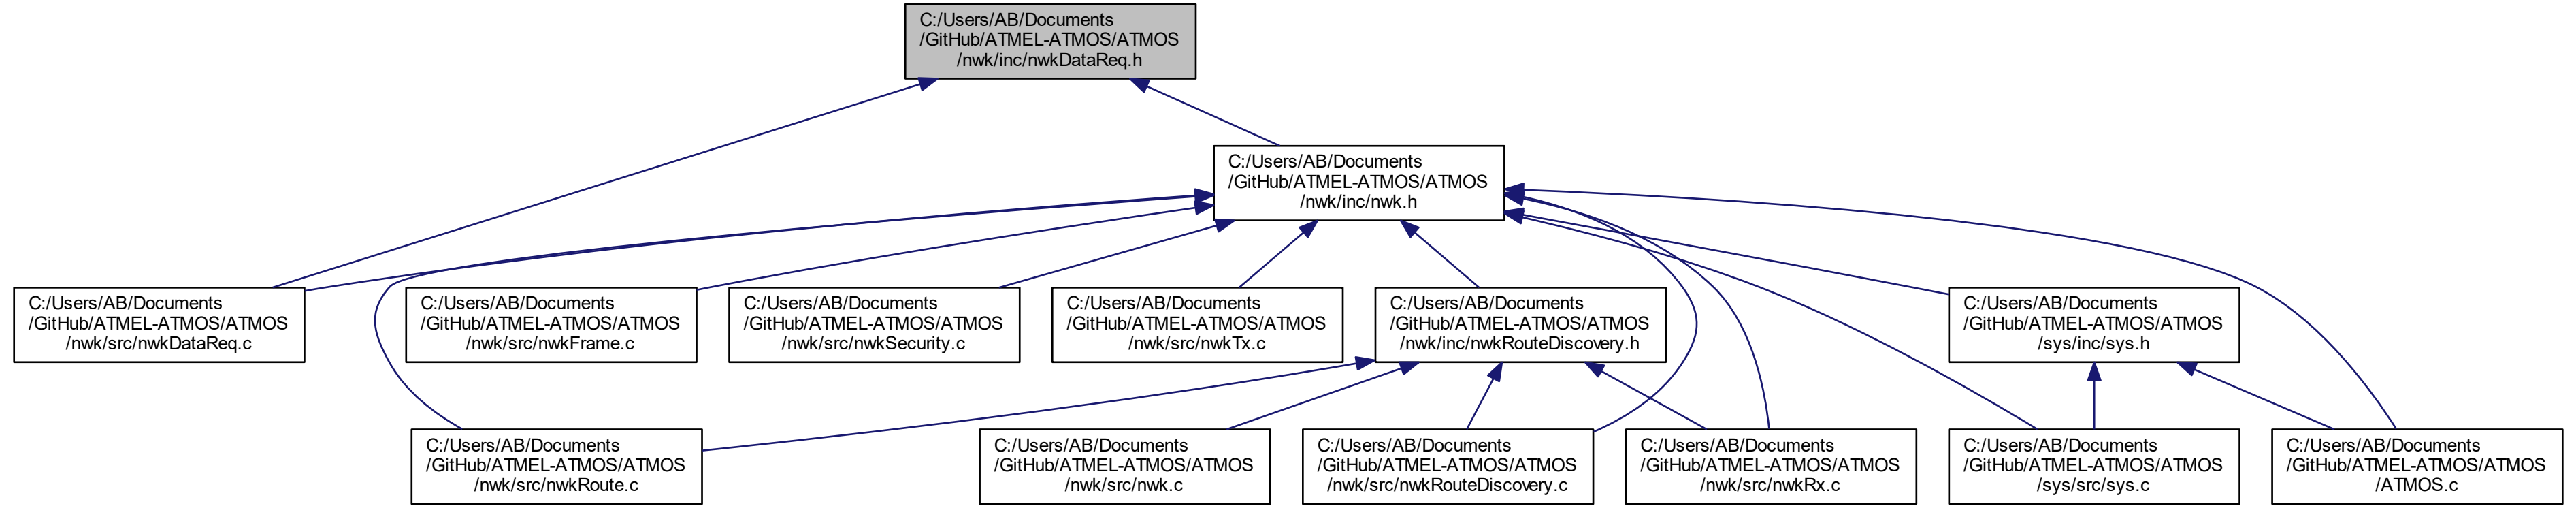 C:/Users/AB/Documents
/GitHub/ATMEL-ATMOS/ATMOS
/nwk/inc/nwkDataReq.h
C:/Users/AB/Documents
/GitHub/ATMEL-ATMOS/ATMOS
/nwk/inc/nwk.h
C:/Users/AB/Documents
/GitHub/ATMEL-ATMOS/ATMOS
/nwk/src/nwkDataReq.c
C:/Users/AB/Documents
/GitHub/ATMEL-ATMOS/ATMOS
/nwk/src/nwkFrame.c
C:/Users/AB/Documents
/GitHub/ATMEL-ATMOS/ATMOS
/nwk/src/nwkSecurity.c
C:/Users/AB/Documents
/GitHub/ATMEL-ATMOS/ATMOS
/nwk/src/nwkTx.c
C:/Users/AB/Documents
/GitHub/ATMEL-ATMOS/ATMOS
/nwk/inc/nwkRouteDiscovery.h
C:/Users/AB/Documents
/GitHub/ATMEL-ATMOS/ATMOS
/sys/inc/sys.h
C:/Users/AB/Documents
/GitHub/ATMEL-ATMOS/ATMOS
/nwk/src/nwkRoute.c
C:/Users/AB/Documents
/GitHub/ATMEL-ATMOS/ATMOS
/nwk/src/nwk.c
C:/Users/AB/Documents
/GitHub/ATMEL-ATMOS/ATMOS
/nwk/src/nwkRouteDiscovery.c
C:/Users/AB/Documents
/GitHub/ATMEL-ATMOS/ATMOS
/nwk/src/nwkRx.c
C:/Users/AB/Documents
/GitHub/ATMEL-ATMOS/ATMOS
/sys/src/sys.c
C:/Users/AB/Documents
/GitHub/ATMEL-ATMOS/ATMOS
/ATMOS.c